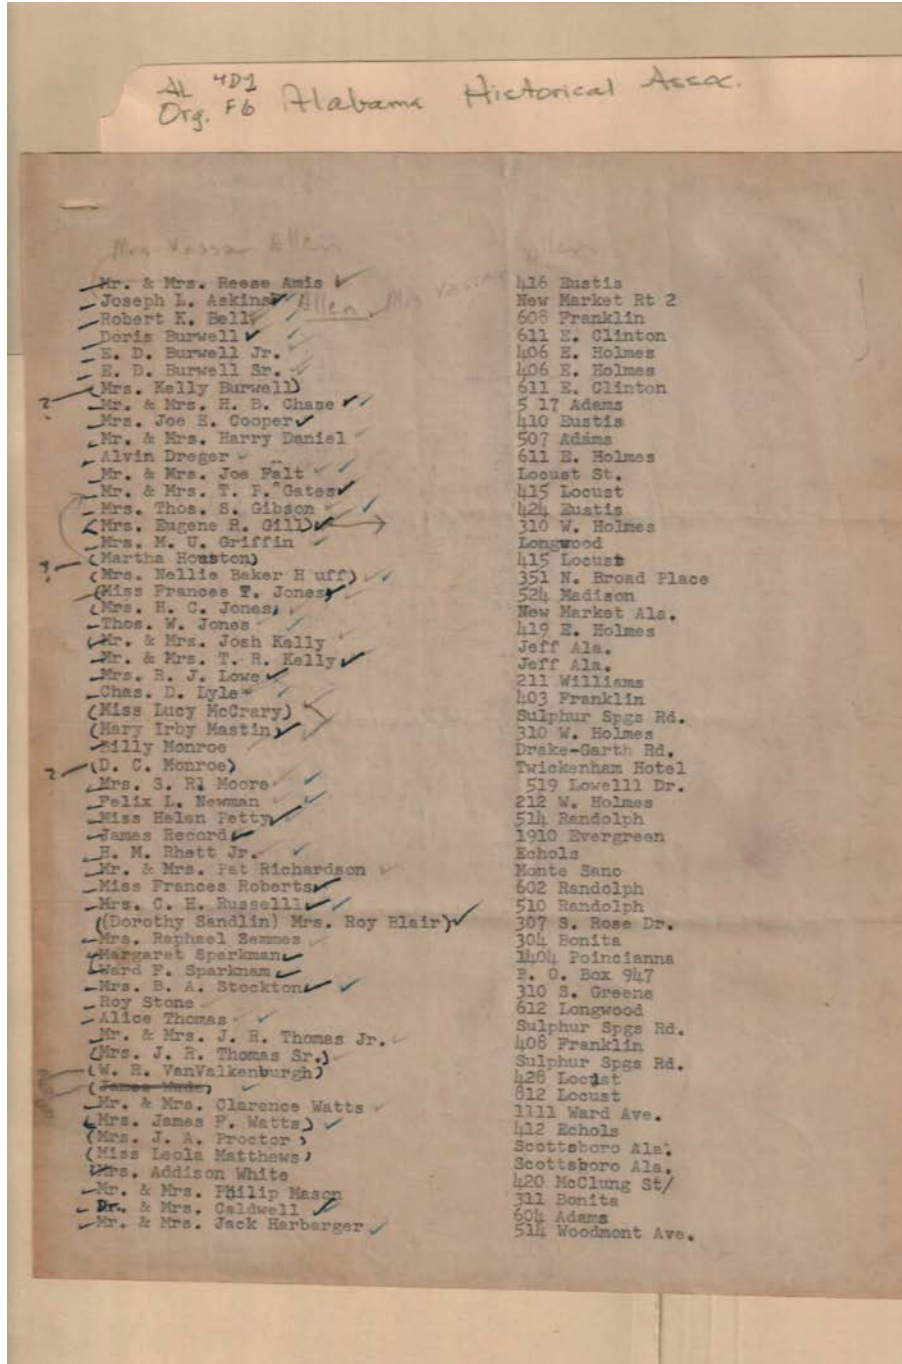 AL 4D1
Org. F6 Alabama Historical Assoc.
Mrs Vassar Allen
Allen
Allen, Mrs Vassar
Mr. & Mrs. Reese Amis 416 Eustis
Joseph L. Askins New Market Rt 2
Robert K. Bell 608 Franklin
Doris Burwell 611 E. Clinton
E. D. Burwell Jr. 406 E. Holmes
E. D. Burwell Sr. 406 E. Holmes
? (Mrs. Kelly Burwell) 611 E. Clinton
Mr. & Mrs. H. B. Chase 5 17 Adams
Mrs. Joe E. Cooper 410 Eustis
Mr. & Mrs. Harry Daniel 507 Adams
Alvin Dreger 611 E. Holmes
Mr. & Mrs. Joe Falt Locust St.
Mr. & Mrs. T. P. Gates 415 Locust
Mrs. Thos. S. Gibson 424 Eustis
(Mrs. Eugene R. Gill) 310 W. Holmes
Mrs. M. U. Griffin Longwood
? (Martha Houston) 415 Locust
(Mrs. Nellie Baker H uff) 351 N. Broad Place
(Miss Frances T. Jones) 524 Madison
(Mrs. H. C. Jones) New Market Ala.
Thos. W. Jones 419 E. Holmes
(Mr. & Mrs. Josh Kelly Jeff Ala.
Mr. & Mrs. T. R. Kelly Jeff Ala.
Mrs. R. J. Lowe 211 Williams
Chas. D. Lyle 403 Franklin
(Miss Lucy McCrary) Sulphur Spgs Rd.
(Mary Irby Mastin) 310 W. Holmes
Billy Monroe Drake-Garth Rd.
? (D. C. Monroe) Twickenham Hotel
Mrs. S. Rl Moore 519 Lowelll Dr.
Felix L. Newman 212 W. Holmes
Miss Helen Petty 514 Randolph
James Record 1910 Evergreen
H. M. Rhett Jr. Echols
Mr. & Mrs. Pat Richardson Monte Sano
Miss Frances Roberts 602 Randolph
Mrs. C. H. Russelll 510 Randolph
((Dorothy Sandlin) Mrs. Roy Blair) 307 S. Rose Dr.
Mrs. Raphael Semmes 304 Bonita
Margaret Sparkman 1404 Poincianna
Ward F. Sparknam P. O. Box 947
Mrs. B. A. Stockton 310 S. Greene
Roy Stone 612 Longwood
Alice Thomas Sulphur Spgs Rd.
Mr. & Mrs. J. R. Thomas Jr. 408 Franklin
(Mrs. J. R. Thomas Sr.) Sulphur Spgs Rd.
(W. R. VanValkenburgh) 428 Locust
(James Wade) 812 Locust
Mr. & Mrs. Clarence Watts 1111 Ward Ave.
(Mrs. James F. Watts) 412 Echols
(Mrs. J. A. Proctor) Scottsboro Ala.
(Miss Leola Matthews) Scottsboro Ala.
Mrs. Addison White 420 McClung St/
Mr. & Mrs. Philip Mason 311 Bonita
Dr. & Mrs. Caldwell 604 Adams
Mr. & Mrs. Jack Harbarger 514 Woodmont Ave.